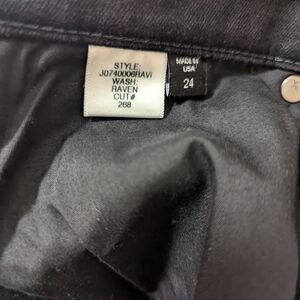 STYLE:
J0740006RAVI
WASH:
RAVEN
CUT#
268
MADE IN
USA
24